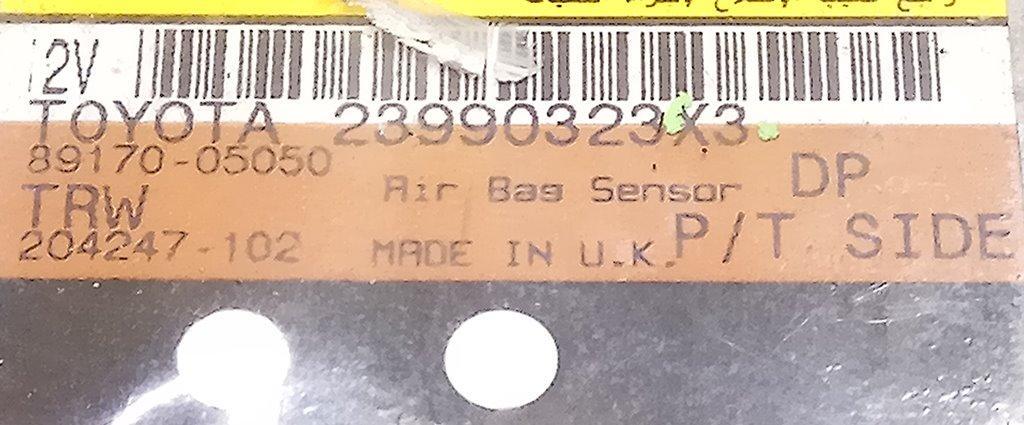 12V
TOYOTA 23990323X3
89170-05050
Air Bag Sensor DP
TRW
204247-102 MADE IN U.K. P/T SIDE